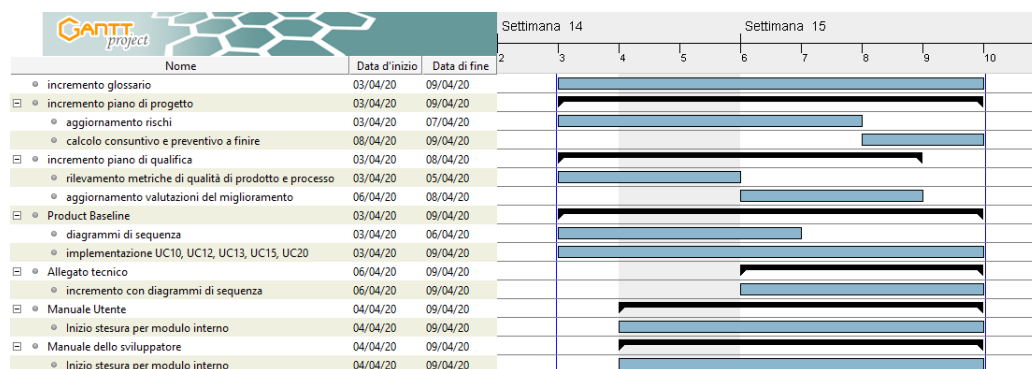 GANTT project
Settimana 14 Settimana 15
2 3 4 5 6 7 8 9 10
Nome Data d'inizio Data di fine
incremento glossario 03/04/20 09/04/20
incremento piano di progetto 03/04/20 09/04/20
aggiornamento rischi 03/04/20 07/04/20
calcolo consuntivo e preventivo a finire 08/04/20 09/04/20
incremento piano di qualifica 03/04/20 08/04/20
rilevamento metriche di qualità di prodotto e processo 03/04/20 05/04/20
aggiornamento valutazioni del miglioramento 06/04/20 08/04/20
Product Baseline 03/04/20 09/04/20
diagrammi di sequenza 03/04/20 06/04/20
implementazione UC10, UC12, UC13, UC15, UC20 03/04/20 09/04/20
Allegato tecnico 06/04/20 09/04/20
incremento con diagrammi di sequenza 06/04/20 09/04/20
Manuale Utente 04/04/20 09/04/20
Inizio stesura per modulo interno 04/04/20 09/04/20
Manuale dello sviluppatore 04/04/20 09/04/20
Inizio stesura per modulo interno 04/04/20 09/04/20